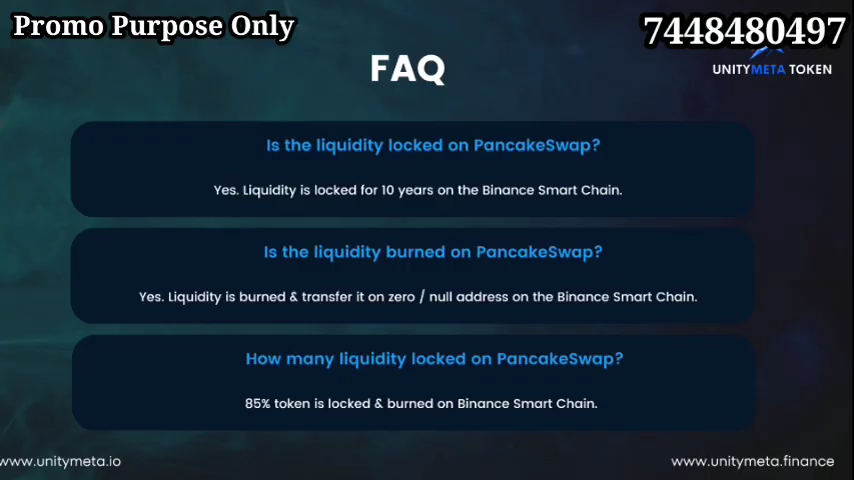 Promo Purpose Only
7448480497
UNITYMETA TOKEN
FAQ
Is the liquidity locked on PancakeSwap?
Yes. Liquidity is locked for 10 years on the Binance Smart Chain.
Is the liquidity burned on PancakeSwap?
Yes. Liquidity is burned & transfer it on zero / null address on the Binance Smart Chain.
How many liquidity locked on PancakeSwap?
85% token is locked & burned on Binance Smart Chain.
www.unitymeta.io
www.unitymeta.finance